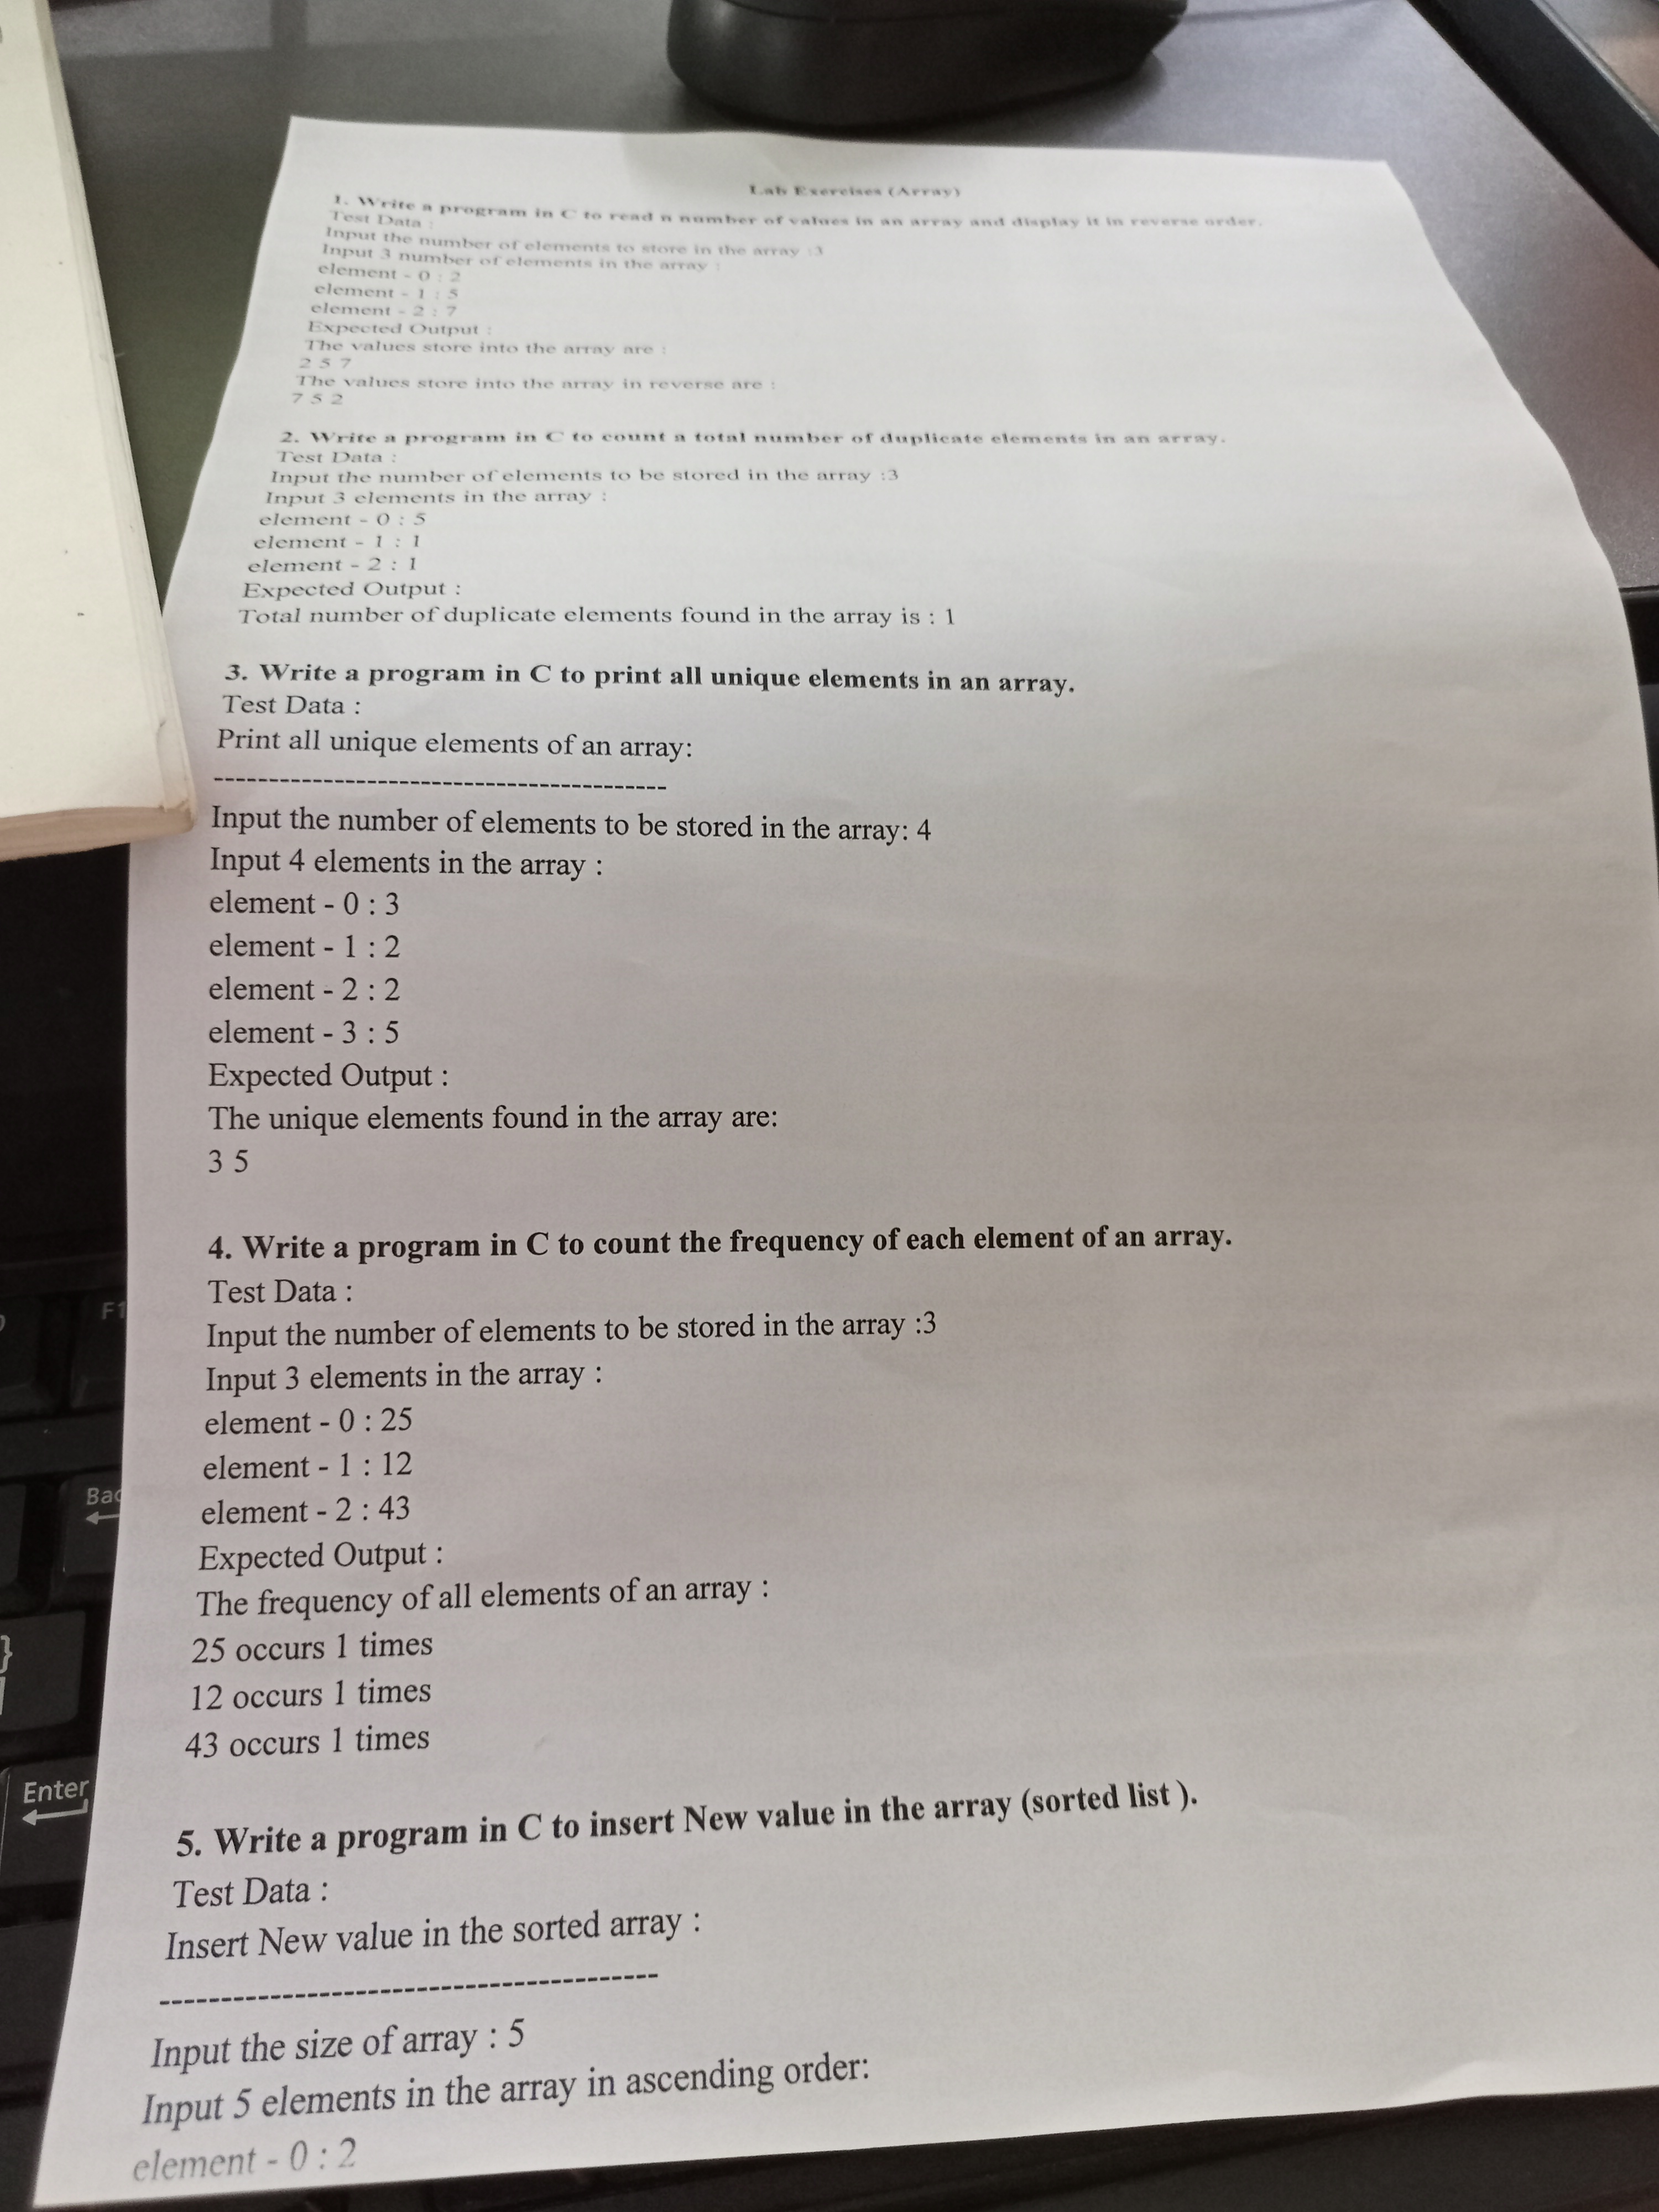 Lab Exercises (Array)
1. Write a program in C to read n number of values in an array and display it in reverse order.
Test Data :
Input the number of elements to store in the array :3
Input 3 number of elements in the array :
element - 0 : 2
element - 1 : 5
element - 2 : 7
Expected Output :
The values store into the array are :
2 5 7
The values store into the array in reverse are :
7 5 2
2. Write a program in C to count a total number of duplicate elements in an array.
Test Data :
Input the number of elements to be stored in the array :3
Input 3 elements in the array :
element - 0 : 5
element - 1 : 1
element - 2 : 1
Expected Output :
Total number of duplicate elements found in the array is : 1
3. Write a program in C to print all unique elements in an array.
Test Data :
Print all unique elements of an array:
------------------------------------------
Input the number of elements to be stored in the array: 4
Input 4 elements in the array :
element - 0 : 3
element - 1 : 2
element - 2 : 2
element - 3 : 5
Expected Output :
The unique elements found in the array are:
3 5
4. Write a program in C to count the frequency of each element of an array.
Test Data :
Input the number of elements to be stored in the array :3
Input 3 elements in the array :
element - 0 : 25
element - 1 : 12
element - 2 : 43
Expected Output :
The frequency of all elements of an array :
25 occurs 1 times
12 occurs 1 times
43 occurs 1 times
5. Write a program in C to insert New value in the array (sorted list ).
Test Data :
Insert New value in the sorted array :
-----------------------------------------
Input the size of array : 5
Input 5 elements in the array in ascending order:
element - 0 : 2
F1
Bac
}
Enter